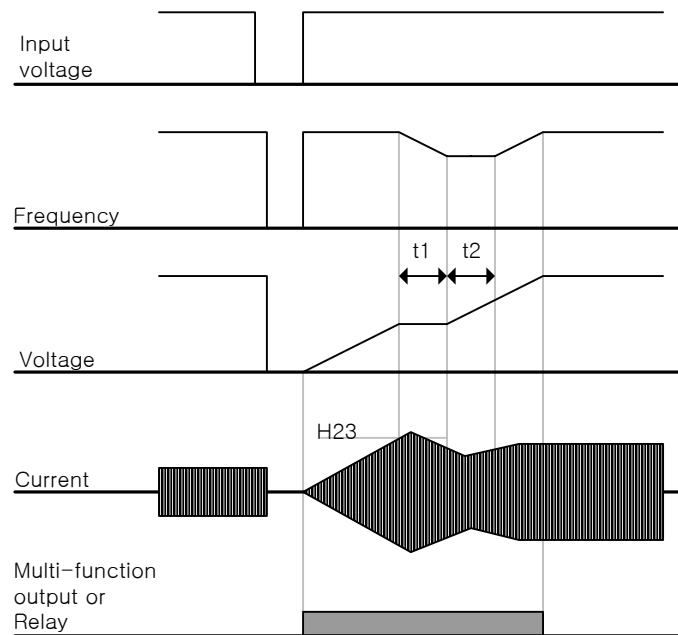 Input
voltage
Frequency
t1
t2
Voltage
H23
Current
Multi-function
output or
Relay